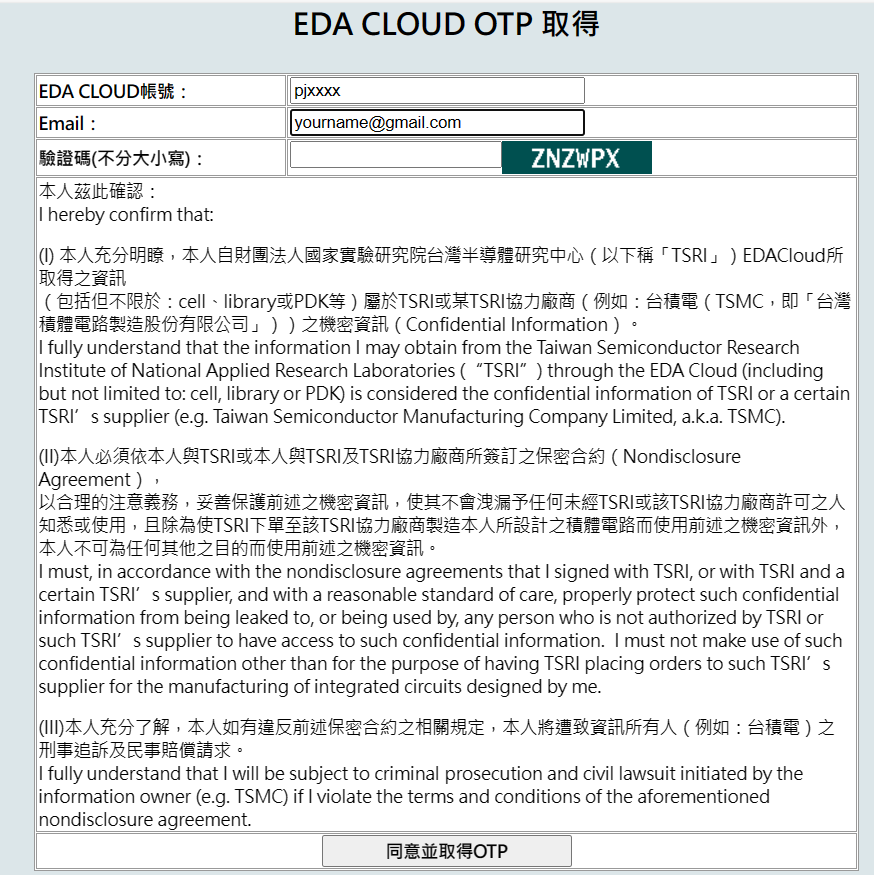 EDA CLOUD OTP 取得
EDA CLOUD帳號：
pjxxxx
Email：
yourname@gmail.com
驗證碼(不分大小寫)：
ZNZWPX
本人茲此確認：
I hereby confirm that:
(I) 本人充分明瞭，本人自財團法人國家實驗研究院台灣半導體研究中心（以下稱「TSRI」）EDACloud所
取得之資訊
（包括但不限於：cell、library或PDK等）屬於TSRI或某TSRI協力廠商（例如：台積電（TSMC，即「台灣
積體電路製造股份有限公司」））之機密資訊（Confidential Information）。
I fully understand that the information I may obtain from the Taiwan Semiconductor Research
Institute of National Applied Research Laboratories (“TSRI”) through the EDA Cloud (including
but not limited to: cell, library or PDK) is considered the confidential information of TSRI or a certain
TSRI’s supplier (e.g. Taiwan Semiconductor Manufacturing Company Limited, a.k.a. TSMC).
(II)本人必須依本人與TSRI或本人與TSRI及TSRI協力廠商所簽訂之保密合約（Nondisclosure
Agreement），
以合理的注意義務，妥善保護前述之機密資訊，使其不會洩漏予任何未經TSRI或該TSRI協力廠商許可之人
知悉或使用，且除為使TSRI下單至該TSRI協力廠商製造本人所設計之積體電路而使用前述之機密資訊外，
本人不可為任何其他之目的而使用前述之機密資訊。
I must, in accordance with the nondisclosure agreements that I signed with TSRI, or with TSRI and a
certain TSRI’s supplier, and with a reasonable standard of care, properly protect such confidential
information from being leaked to, or being used by, any person who is not authorized by TSRI or
such TSRI’s supplier to have access to such confidential information.  I must not make use of such
confidential information other than for the purpose of having TSRI placing orders to such TSRI’s
supplier for the manufacturing of integrated circuits designed by me.
(III)本人充分了解，本人如有違反前述保密合約之相關規定，本人將遭致資訊所有人（例如：台積電）之
刑事追訴及民事賠償請求。
I fully understand that I will be subject to criminal prosecution and civil lawsuit initiated by the
information owner (e.g. TSMC) if I violate the terms and conditions of the aforementioned
nondisclosure agreement.
同意並取得OTP